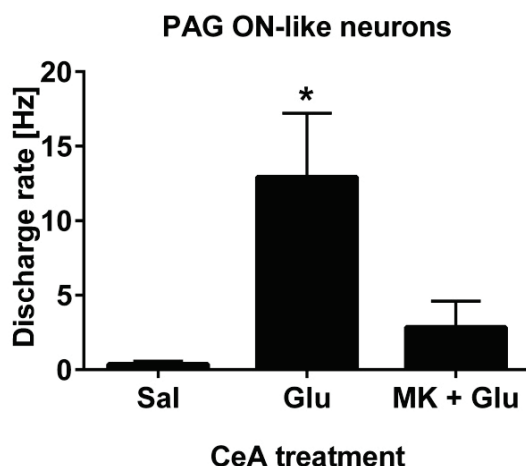 PAG ON-like neurons
Discharge rate [Hz]
20
15
10
5
0
*
Sal Glu MK + Glu
CeA treatment